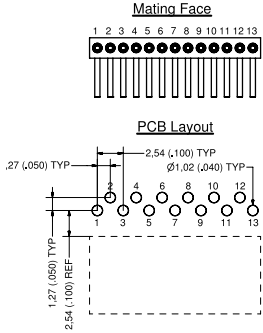 Mating Face
1 2 3 4 5 6 7 8 9 10 11 12 13
PCB Layout
2,54 (.100) TYP
,27 (.050) TYP
Ø1,02 (.040) TYP
2 4 6 8 10 12
1 3 5 7 9 11 13
1,27 (.050) TYP
2,54 (.100) REF